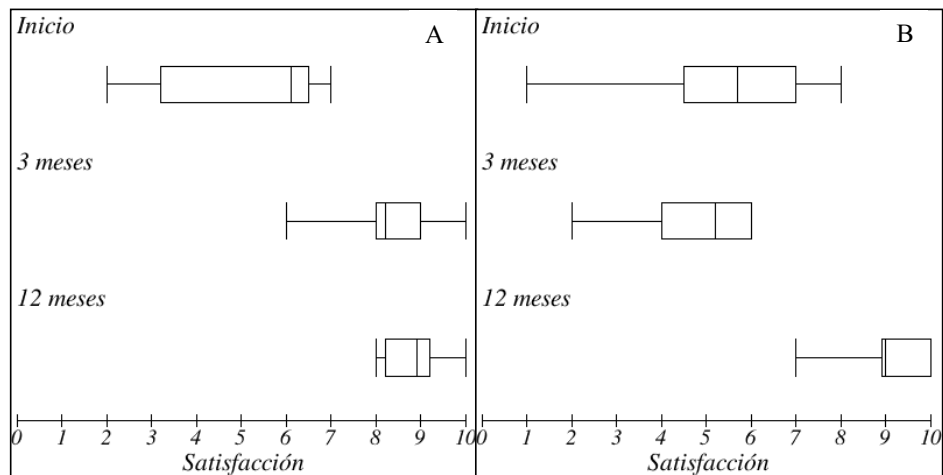 Inicio A
3 meses
12 meses
0 1 2 3 4 5 6 7 8 9 10
Satisfacción
Inicio B
3 meses
12 meses
0 1 2 3 4 5 6 7 8 9 10
Satisfacción